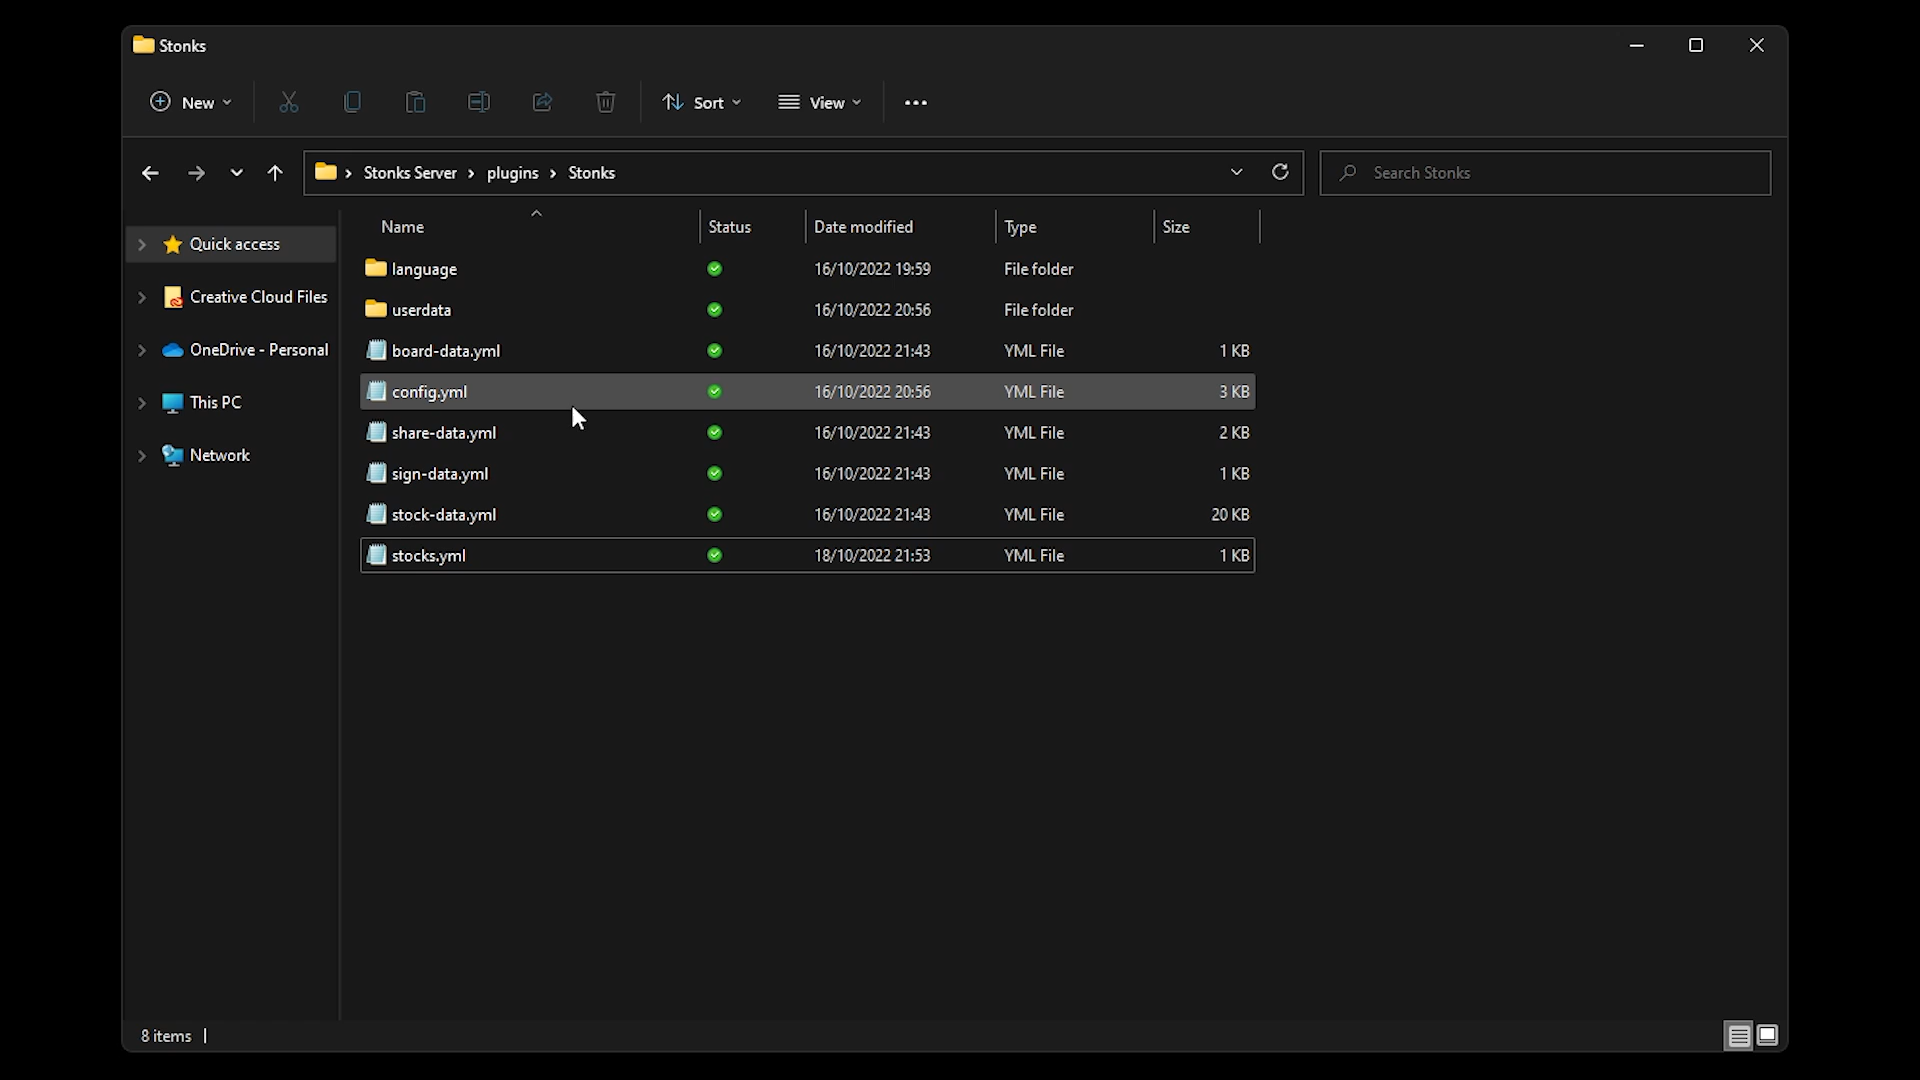 Stonks
New Sort View
Stonks Server > plugins > Stonks Search Stonks
Name Status Date modified Type Size
Quick access
Creative Cloud Files
OneDrive - Personal
This PC
Network
language 16/10/2022 19:59 File folder
userdata 16/10/2022 20:56 File folder
board-data.yml 16/10/2022 21:43 YML File 1 KB
config.yml 16/10/2022 20:56 YML File 3 KB
share-data.yml 16/10/2022 21:43 YML File 2 KB
sign-data.yml 16/10/2022 21:43 YML File 1 KB
stock-data.yml 16/10/2022 21:43 YML File 20 KB
stocks.yml 18/10/2022 21:53 YML File 1 KB
8 items